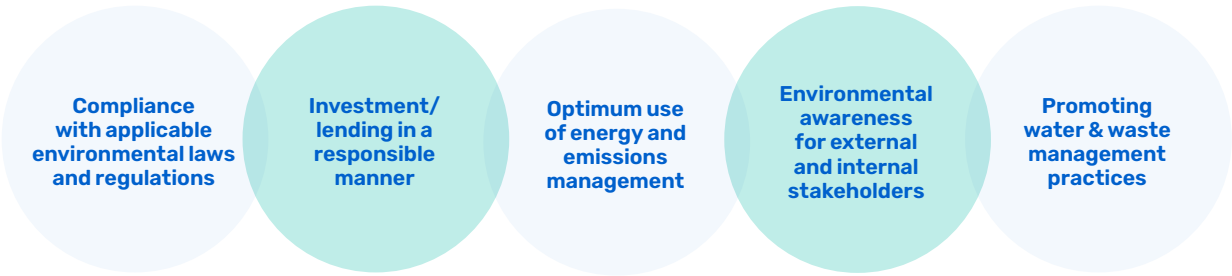 Compliance
with applicable
environmental laws
and regulations
Investment/
lending in a
responsible
manner
Optimum use
of energy and
emissions
management
Environmental
awareness
for external
and internal
stakeholders
Promoting
water & waste
management
practices